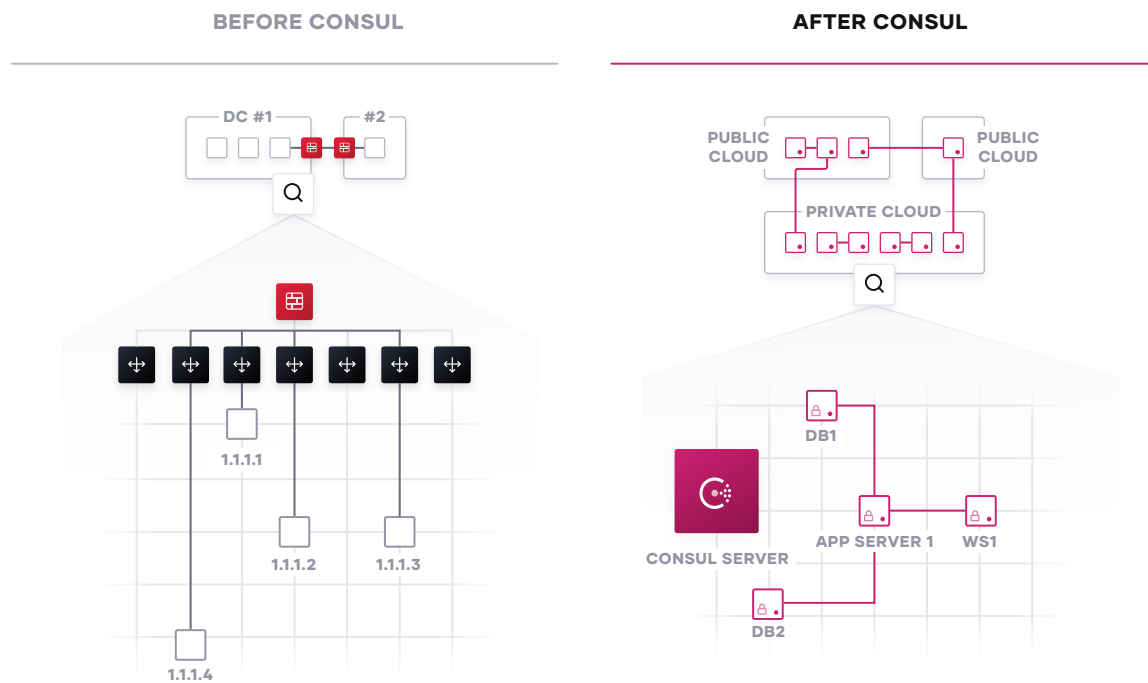 BEFORE CONSUL
DC #1
#2
1.1.1.1
1.1.1.2
1.1.1.3
1.1.1.4
AFTER CONSUL
PUBLIC
CLOUD
PUBLIC
CLOUD
PRIVATE CLOUD
DB1
APP SERVER 1
WS1
CONSUL SERVER
DB2